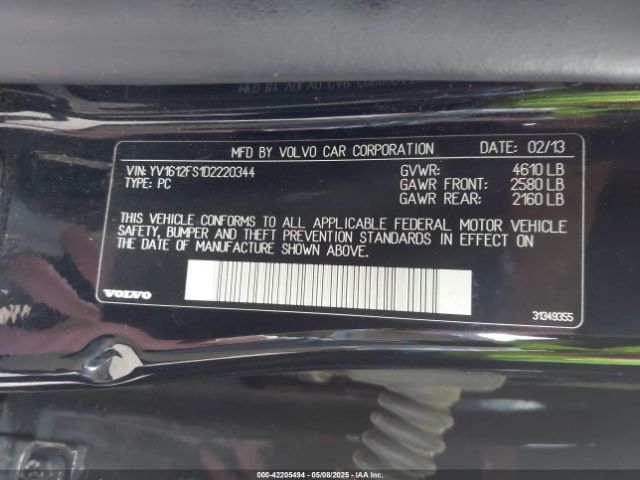 MFD BY VOLVO CAR CORPORATION DATE: 02/13
VIN: YV1612FS1D2220344 GVWR: 4610 LB
TYPE: PC GAWR FRONT: 2580 LB
GAWR REAR: 2160 LB
THIS VEHICLE CONFORMS TO ALL APPLICABLE FEDERAL MOTOR VEHICLE
SAFETY, BUMPER AND THEFT PREVENTION STANDARDS IN EFFECT ON
THE DATE OF MANUFACTURE SHOWN ABOVE.
VOLVO 31349355
000-42205494 - 05/08/2025 - IAAI.COM